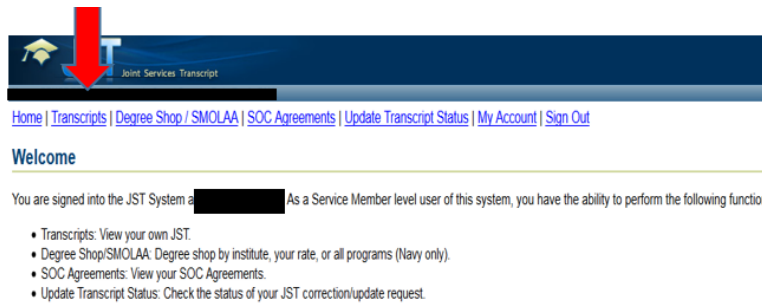 JST
Joint Services Transcript
Home | Transcripts | Degree Shop / SMOLAA | SOC Agreements | Update Transcript Status | My Account | Sign Out
Welcome
You are signed into the JST System a As a Service Member level user of this system, you have the ability to perform the following functio
• Transcripts: View your own JST.
• Degree Shop/SMOLAA: Degree shop by institute, your rate, or all programs (Navy only).
• SOC Agreements: View your SOC Agreements.
• Update Transcript Status: Check the status of your JST correction/update request.